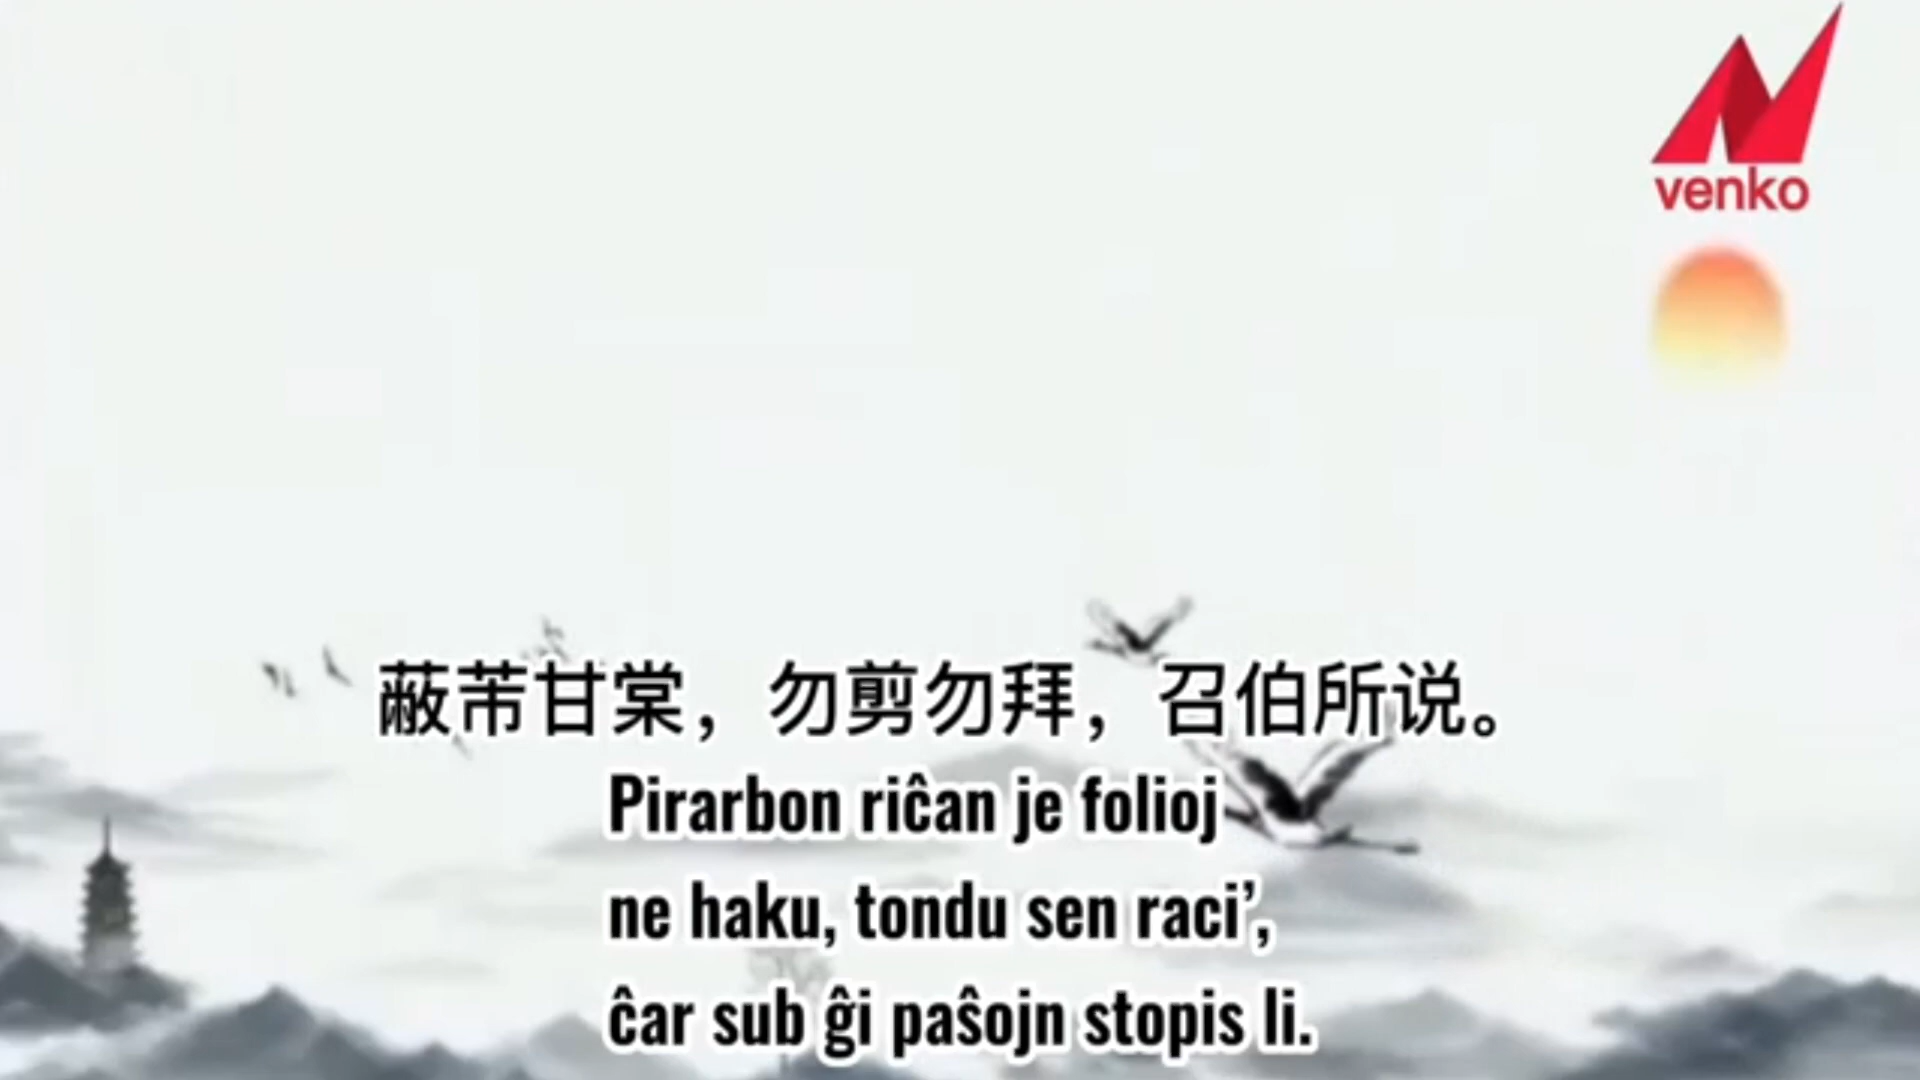 venko
蔽芾甘棠，勿剪勿拜，召伯所说。
Pirarbon riĉan je folioj
ne haku, tondu sen raci’,
ĉar sub ĝi paŝojn stopis li.